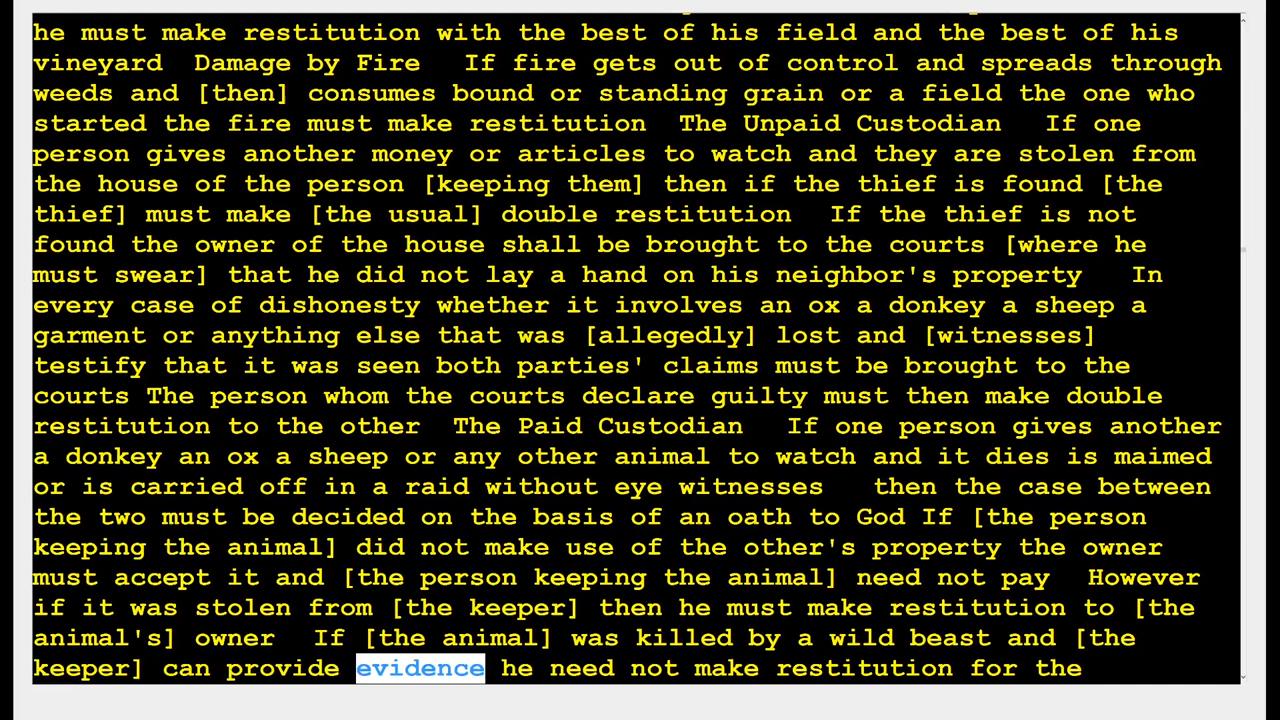 he must make restitution with the best of his field and the best of his
vineyard  Damage by Fire   If fire gets out of control and spreads through
weeds and [then] consumes bound or standing grain or a field the one who
started the fire must make restitution  The Unpaid Custodian   If one
person gives another money or articles to watch and they are stolen from
the house of the person [keeping them] then if the thief is found [the
thief] must make [the usual] double restitution   If the thief is not
found the owner of the house shall be brought to the courts [where he
must swear] that he did not lay a hand on his neighbor's property   In
every case of dishonesty whether it involves an ox a donkey a sheep a
garment or anything else that was [allegedly] lost and [witnesses]
testify that it was seen both parties' claims must be brought to the
courts The person whom the courts declare guilty must then make double
restitution to the other  The Paid Custodian   If one person gives another
a donkey an ox a sheep or any other animal to watch and it dies is maimed
or is carried off in a raid without eye witnesses   then the case between
the two must be decided on the basis of an oath to God If [the person
keeping the animal] did not make use of the other's property the owner
must accept it and [the person keeping the animal] need not pay   However
if it was stolen from [the keeper] then he must make restitution to [the
animal's] owner   If [the animal] was killed by a wild beast and [the
keeper] can provide evidence he need not make restitution for the